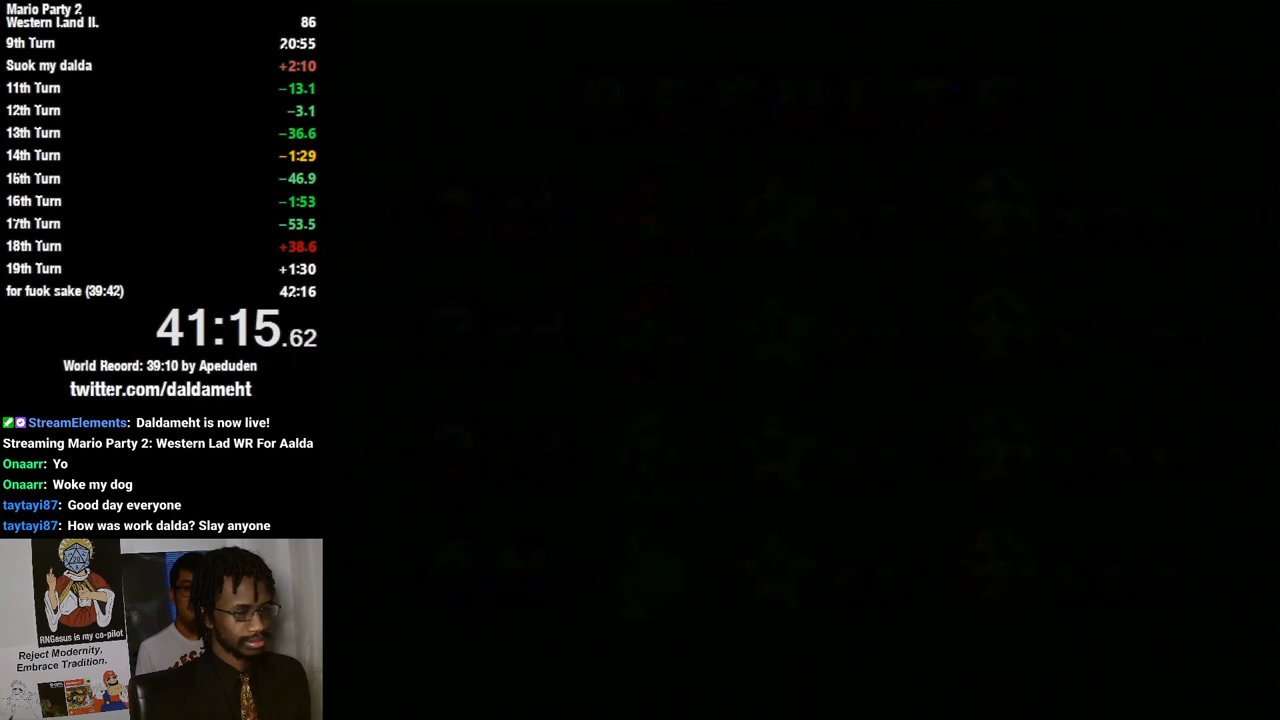 Mario Party 2
Western Land II. 86
9th Turn 20:55
Suok my dalda +2:10
11th Turn −13.1
12th Turn −3.1
13th Turn −36.6
14th Turn −1:29
15th Turn −46.9
16th Turn −1:53
17th Turn −53.5
18th Turn +38.6
19th Turn +1:30
for fuok sake (39:42) 42:16
41:15.62
World Reoord: 39:10 by Apeduden
twitter.com/daldameht
StreamElements: Daldameht is now live!
Streaming Mario Party 2: Western Lad WR For Aalda
Onaarr: Yo
Onaarr: Woke my dog
taytayi87: Good day everyone
taytayi87: How was work dalda? Slay anyone
RNGesus is my co-pilot
Reject Modernity,
Embrace Tradition.
RESULTS